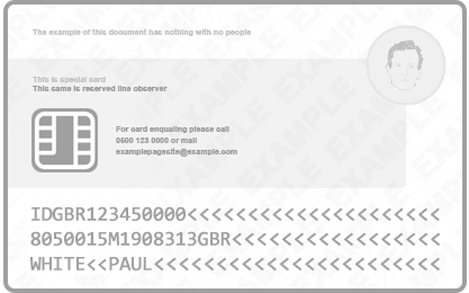 The example of this document has nothing with no people
This is special card
This same is reserved line observer
For card enqualing please call
0500 123 0000 or mail
examplepagesite@example.com
IDGBR123450000<<<<<<<<<<<<<<<<<<<<<
8050015M1908313GBR<<<<<<<<<<<<<<<<<
WHITE<<PAUL<<<<<<<<<<<<<<<<<<<<<<<<